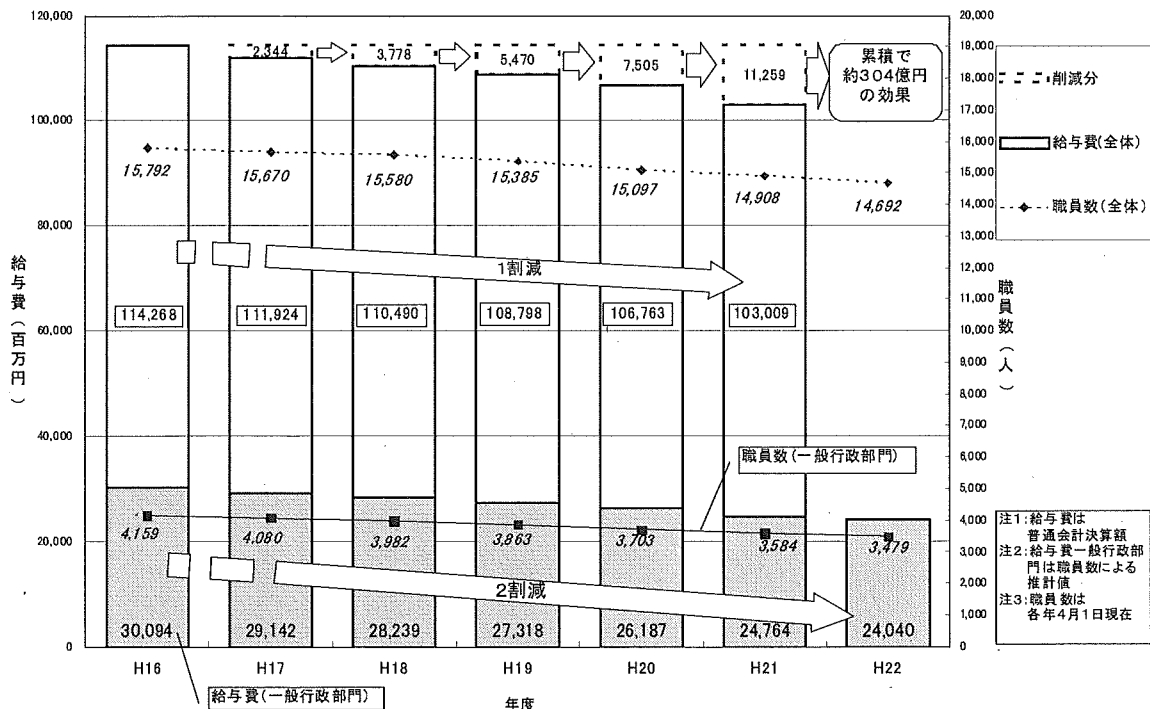 120,000
100,000
80,000
60,000
40,000
20,000
0
給与費（百万円）
2,344
3,778
5,470
7,505
11,259
累積で
約304億円
の効果
15,792
15,670
15,580
15,385
15,097
14,908
14,692
1割減
114,268
111,924
110,490
108,798
106,763
103,009
職員数(一般行政部門)
4,159
4,080
3,982
3,863
3,703
3,584
3,479
2割減
30,094
29,142
28,239
27,318
26,187
24,764
24,040
H16
H17
H18
H19
H20
H21
H22
給与費(一般行政部門)
年度
20,000
19,000
18,000
17,000
16,000
15,000
14,000
13,000
12,000
11,000
10,000
9,000
8,000
7,000
6,000
5,000
4,000
3,000
2,000
1,000
0
職員数（人）
削減分
給与費(全体)
職員数(全体)
注1:給与費は
普通会計決算額
注2:給与費一般行政部
門は職員数による
推計値
注3:職員数は
各年4月1日現在